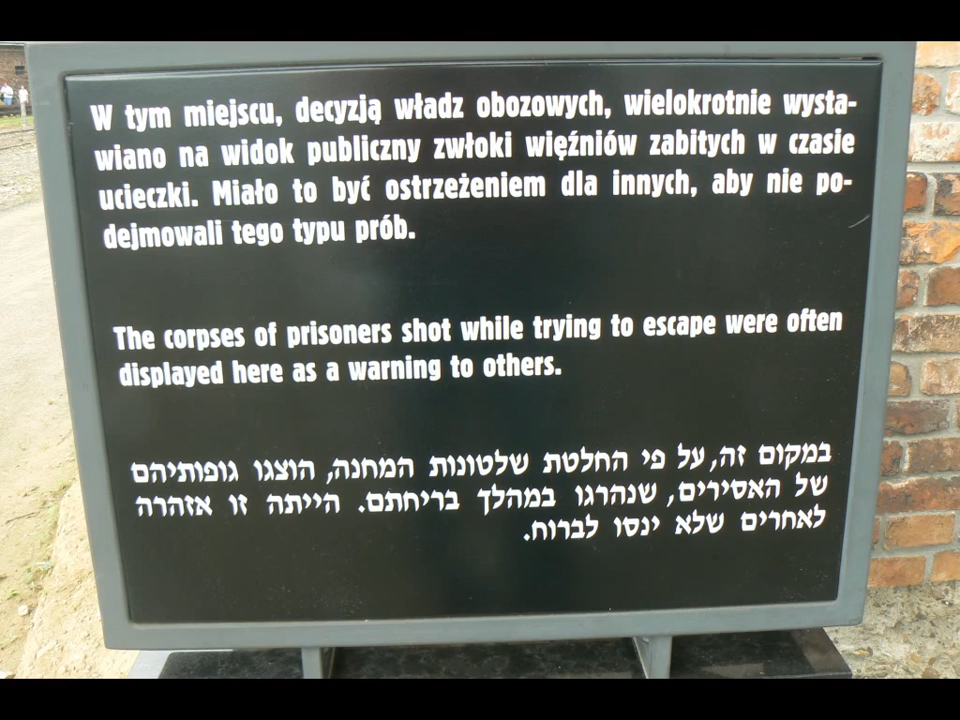 W tym miejscu, decyzją władz obozowych, wielokrotnie wysta-
wiano na widok publiczny zwłoki więźniów zabitych w czasie
ucieczki. Miało to być ostrzeżeniem dla innych, aby nie po-
dejmowali tego typu prób.
The corpses of prisoners shot while trying to escape were often
displayed here as a warning to others.
במקום זה, על פי החלטת שלטונות המחנה, הוצגו גופותיהם
של האסירים, שנהרגו במהלך בריחתם. הייתה זו אזהרה
לאחרים שלא ינסו לברוח.